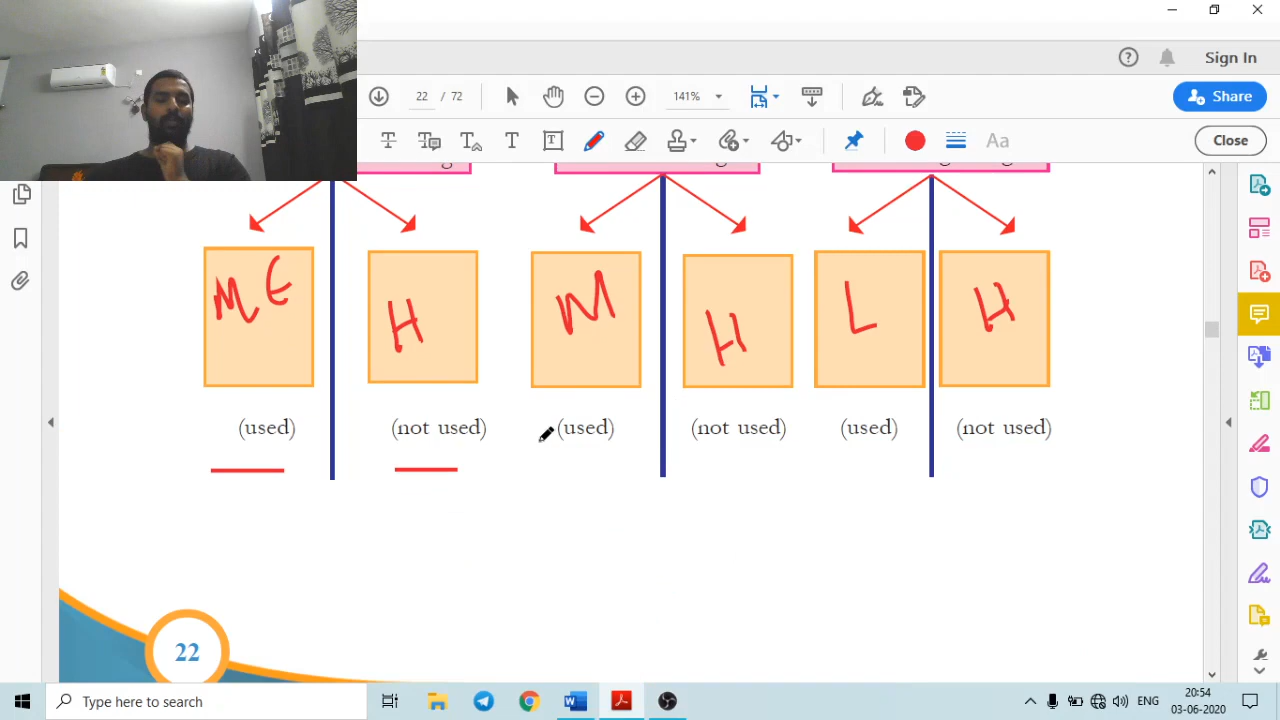 Sign In
22 / 72
141%
Share
T T T T T Aa
Close
M E H M H L H
(used) (not used) (used) (not used) (used) (not used)
22
Type here to search
ENG
20:54
03-06-2020